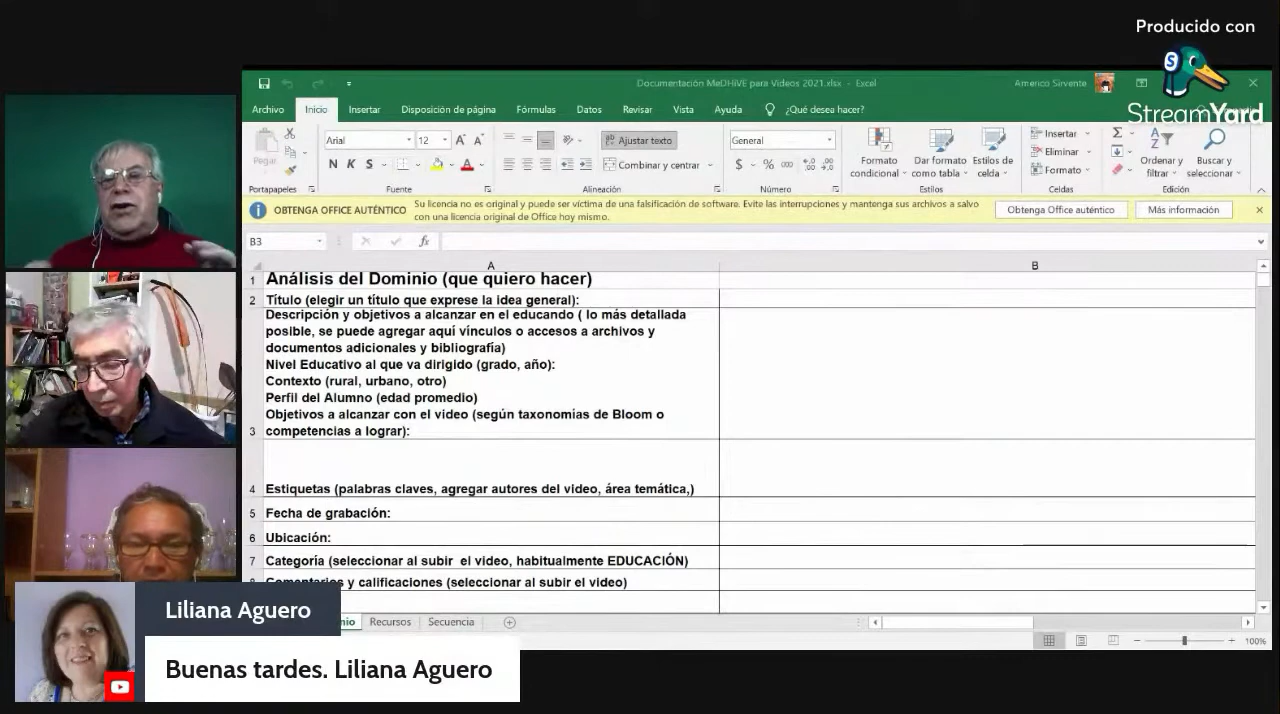 Producido con
StreamYard
Documentación MeDHiVE para Videos 2021.xlsx - Excel
Americo Sirvente
Archivo
Inicio
Insertar
Disposición de página
Fórmulas
Datos
Revisar
Vista
Ayuda
¿Qué desea hacer?
Pegar
Arial
12
Ajustar texto
General
Insertar
N K S
Combinar y centrar
$ % 000
Formato condicional
Dar formato como tabla
Estilos de celda
Eliminar
Formato
Ordenar y filtrar
Buscar y seleccionar
Portapapeles
Fuente
Alineación
Número
Estilos
Celdas
Edición
OBTENGA OFFICE AUTÉNTICO
Su licencia no es original y puede ser víctima de una falsificación de software. Evite las interrupciones y mantenga sus archivos a salvo
con una licencia original de Office hoy mismo.
Obtenga Office auténtico
Más información
B3
fx
A
B
1 Análisis del Dominio (que quiero hacer)
2 Título (elegir un título que exprese la idea general):
Descripción y objetivos a alcanzar en el educando ( lo más detallada
posible, se puede agregar aquí vínculos o accesos a archivos y
documentos adicionales y bibliografía)
Nivel Educativo al que va dirigido (grado, año):
Contexto (rural, urbano, otro)
Perfil del Alumno (edad promedio)
Objetivos a alcanzar con el video (según taxonomías de Bloom o
3 competencias a lograr):
4 Estiquetas (palabras claves, agregar autores del video, área temática,)
5 Fecha de grabación:
6 Ubicación:
7 Categoría (seleccionar al subir el video, habitualmente EDUCACIÓN)
8 Comentarios y calificaciones (seleccionar al subir el video)
nio
Recursos
Secuencia
100%
Liliana Aguero
Buenas tardes. Liliana Aguero